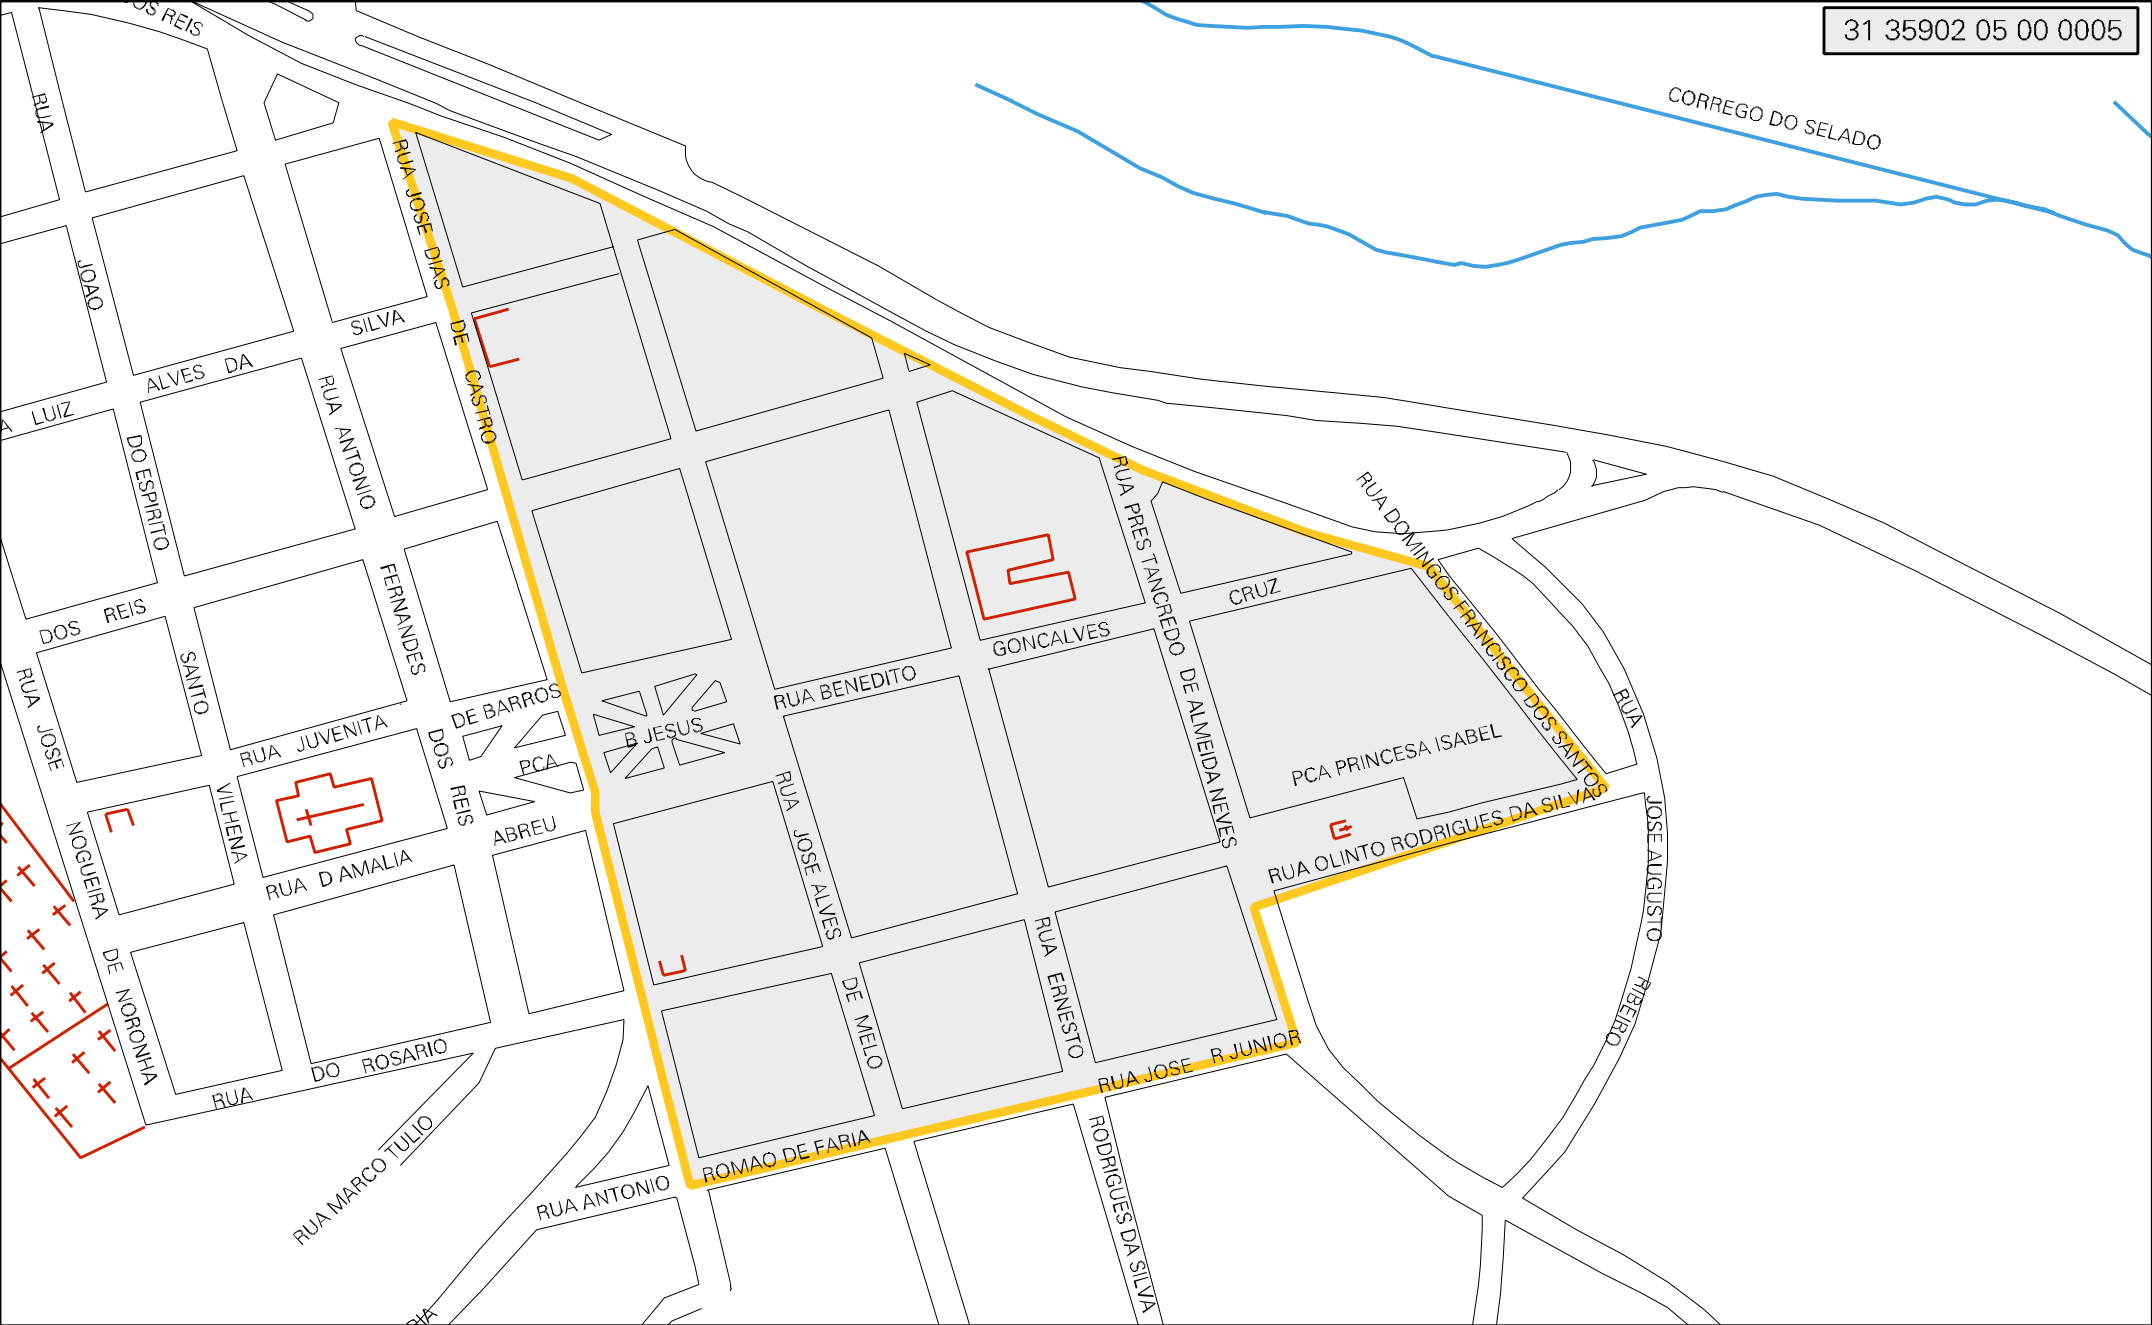 31 35902 05 00 0005
OS REIS
CORREGO DO SELADO
RUA
JOAO
DO ESPIRITO
SANTO
VILHENA
RUA JOSE DIAS DE CASTRO
SILVA
ALVES DA
LUIZ
RUA ANTONIO
FERNANDES
DOS REIS
DOS REIS
RUA JOSE
NOGUEIRA
DE NORONHA
RUA JUVENITA
DE BARROS
PCA
B JESUS
RUA D AMALIA
ABREU
RUA DO ROSARIO
RUA MARCO TULIO
RUA ANTONIO
ROMAO DE FARIA
RUA BENEDITO
GONCALVES
CRUZ
RUA PRES TANCREDO DE ALMEIDA NEVES
RUA DOMINGOS FRANCISCO DOS SANTOS
PCA PRINCESA ISABEL
RUA OLINTO RODRIGUES DA SILVA
RUA
JOSE AUGUSTO
RIBEIRO
RUA JOSE ALVES
DE MELO
RUA ERNESTO
RODRIGUES DA SILVA
RUA JOSE R JUNIOR